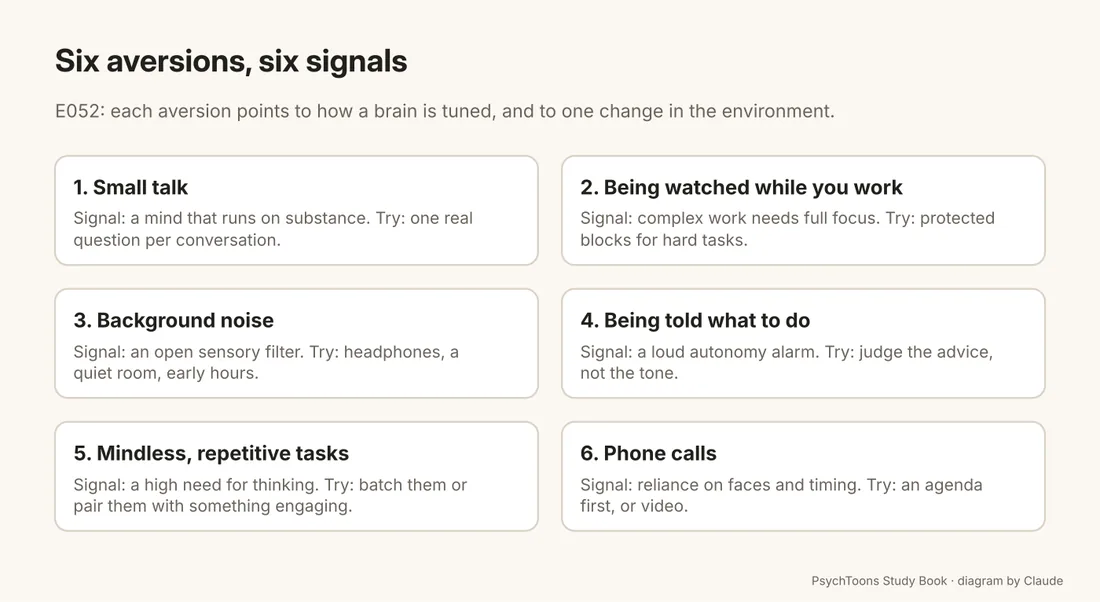 Six aversions, six signals
E052: each aversion points to how a brain is tuned, and to one change in the environment.
1. Small talk
Signal: a mind that runs on substance. Try: one real
question per conversation.
2. Being watched while you work
Signal: complex work needs full focus. Try: protected
blocks for hard tasks.
3. Background noise
Signal: an open sensory filter. Try: headphones, a
quiet room, early hours.
4. Being told what to do
Signal: a loud autonomy alarm. Try: judge the advice,
not the tone.
5. Mindless, repetitive tasks
Signal: a high need for thinking. Try: batch them or
pair them with something engaging.
6. Phone calls
Signal: reliance on faces and timing. Try: an agenda
first, or video.
PsychToons Study Book · diagram by Claude